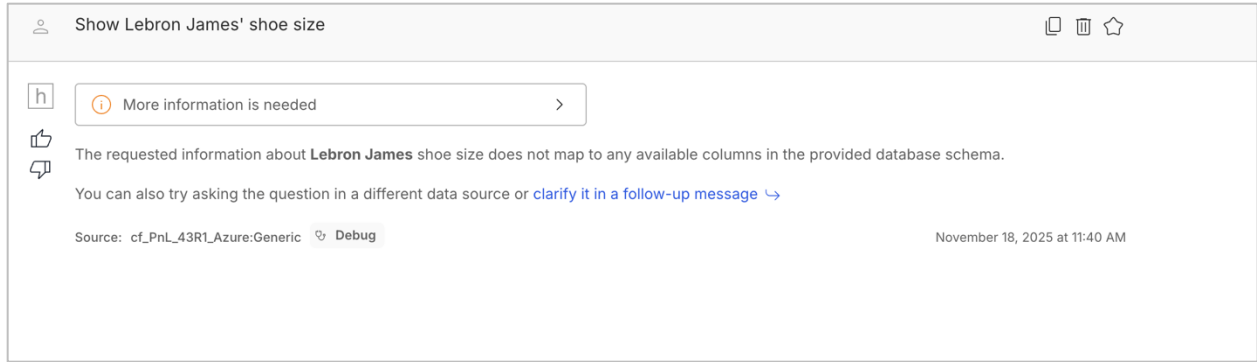 Show Lebron James' shoe size
h
More information is needed
The requested information about Lebron James shoe size does not map to any available columns in the provided database schema.
You can also try asking the question in a different data source or clarify it in a follow-up message
Source: cf_PnL_43R1_Azure:Generic Debug November 18, 2025 at 11:40 AM